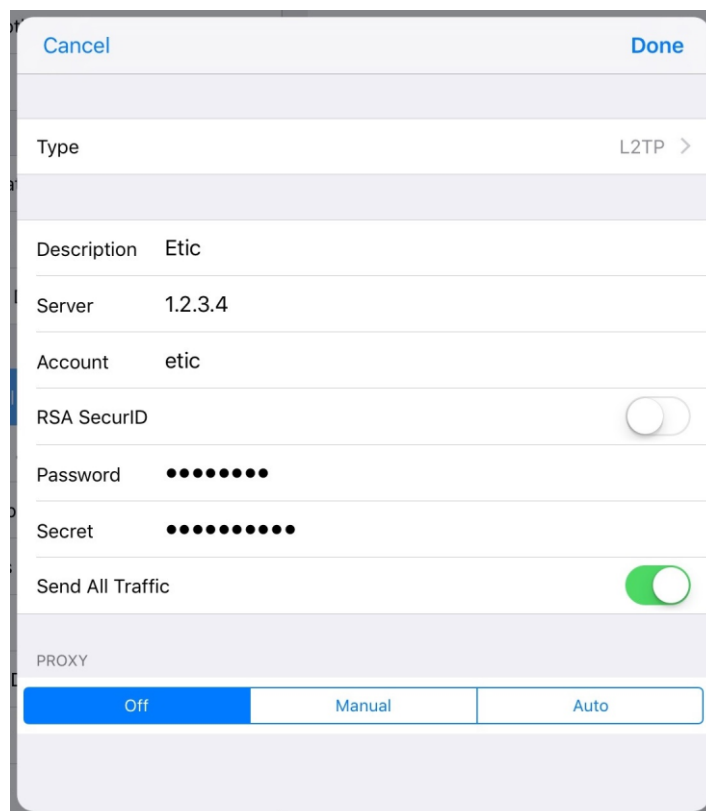 Cancel Done
Type L2TP
Description Etic
Server 1.2.3.4
Account etic
RSA SecurID
Password ••••••••
Secret ••••••••••
Send All Traffic
PROXY
Off Manual Auto